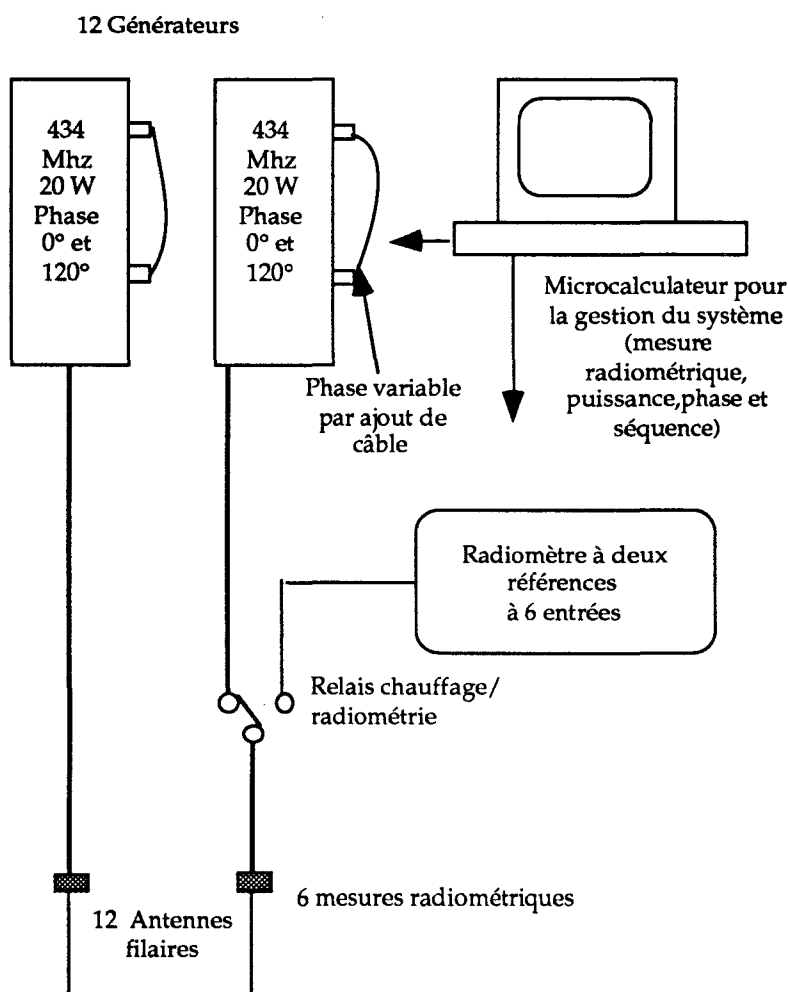 12 Générateurs
434
Mhz
20 W
Phase
0° et
120°
434
Mhz
20 W
Phase
0° et
120°
Microcalculateur pour
la gestion du système
(mesure
radiométrique,
puissance,phase et
séquence)
Phase variable
par ajout de
câble
Radiomètre à deux
références
à 6 entrées
Relais chauffage/
radiométrie
6 mesures radiométriques
12 Antennes
filaires